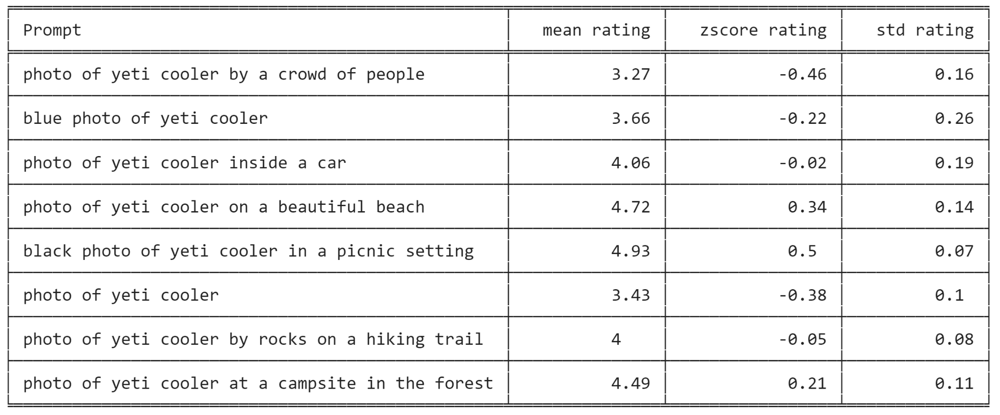 Prompt mean rating zscore rating std rating
photo of yeti cooler by a crowd of people 3.27 -0.46 0.16
blue photo of yeti cooler 3.66 -0.22 0.26
photo of yeti cooler inside a car 4.06 -0.02 0.19
photo of yeti cooler on a beautiful beach 4.72 0.34 0.14
black photo of yeti cooler in a picnic setting 4.93 0.5 0.07
photo of yeti cooler 3.43 -0.38 0.1
photo of yeti cooler by rocks on a hiking trail 4 -0.05 0.08
photo of yeti cooler at a campsite in the forest 4.49 0.21 0.11